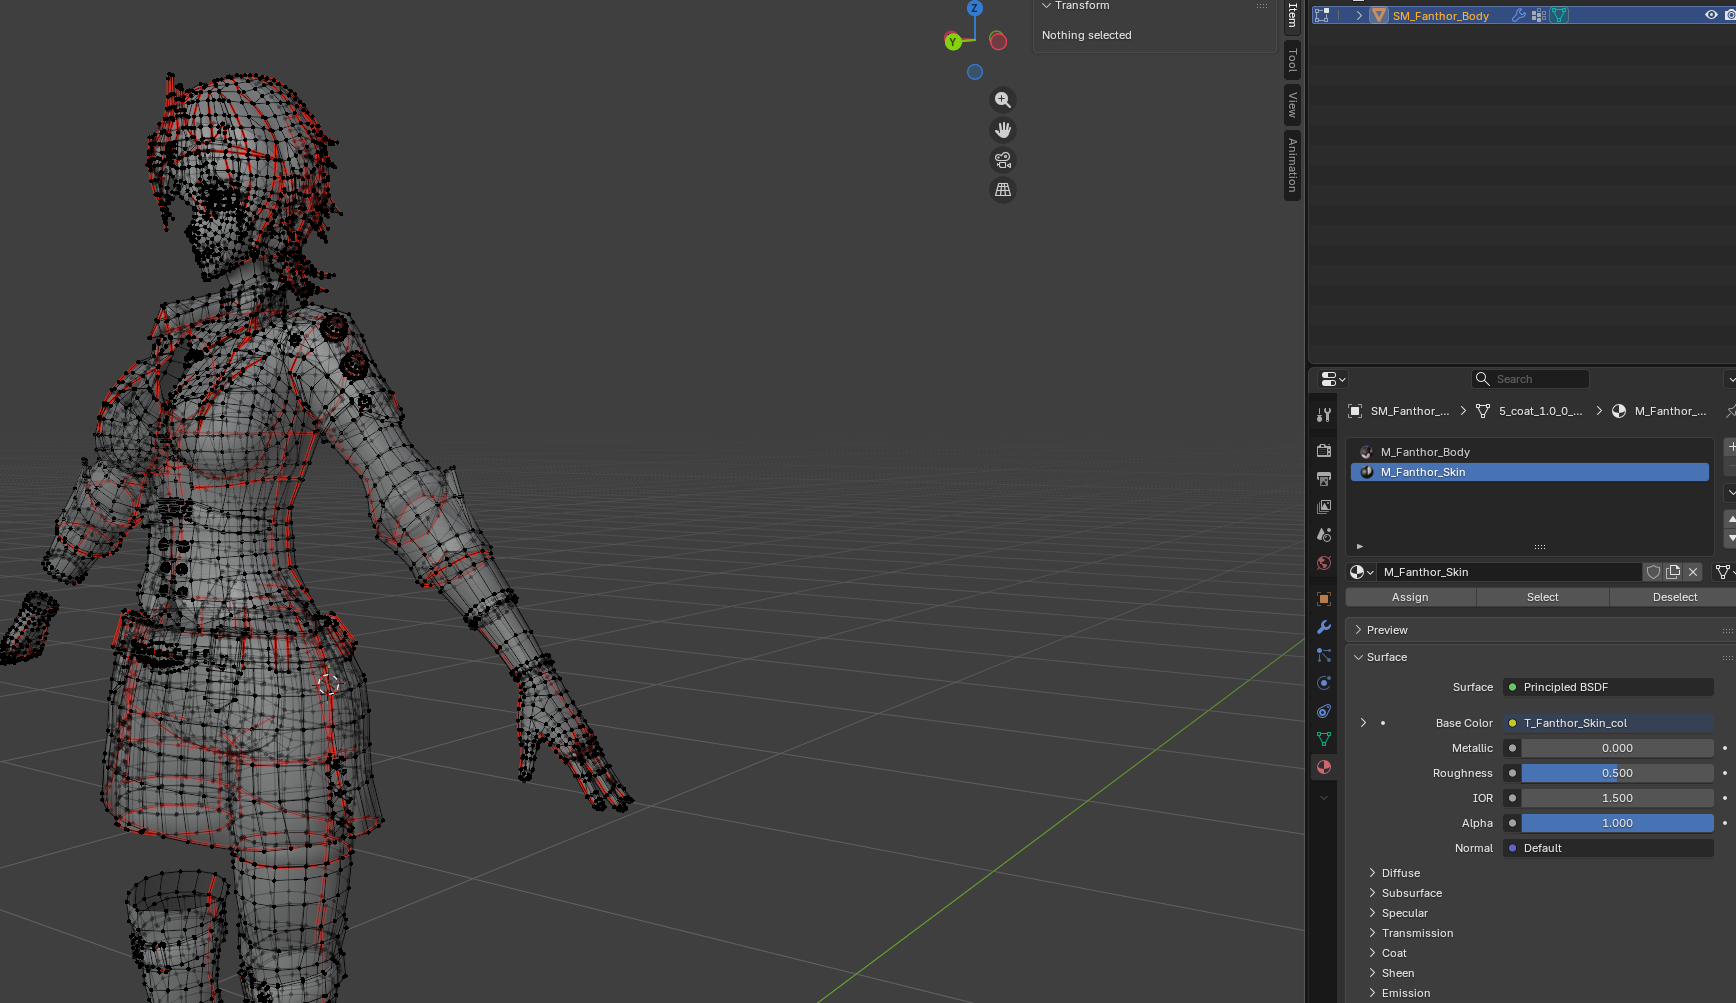 Z
Y
Transform
Nothing selected
Item
Tool
View
Animation
SM_Fanthor_Body
Search
SM_Fanthor_...
5_coat_1.0_0_...
M_Fanthor_...
M_Fanthor_Body
M_Fanthor_Skin
M_Fanthor_Skin
Assign
Select
Deselect
Preview
Surface
Surface
Principled BSDF
Base Color
T_Fanthor_Skin_col
Metallic
0.000
Roughness
0.500
IOR
1.500
Alpha
1.000
Normal
Default
Diffuse
Subsurface
Specular
Transmission
Coat
Sheen
Emission